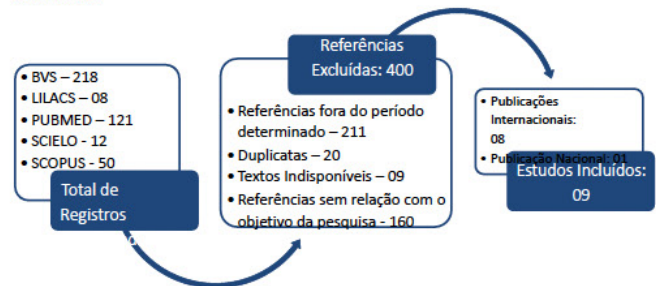 • BVS – 218
• LILACS – 08
• PUBMED – 121
• SCIELO - 12
• SCOPUS - 50
Total de
Registros
Referências
Excluídas: 400
• Referências fora do período
determinado – 211
• Duplicatas – 20
• Textos Indisponíveis – 09
• Referências sem relação com o
objetivo da pesquisa - 160
• Publicações
Internacionais:
08
• Publicação Nacional: 01
Estudos Incluídos:
09